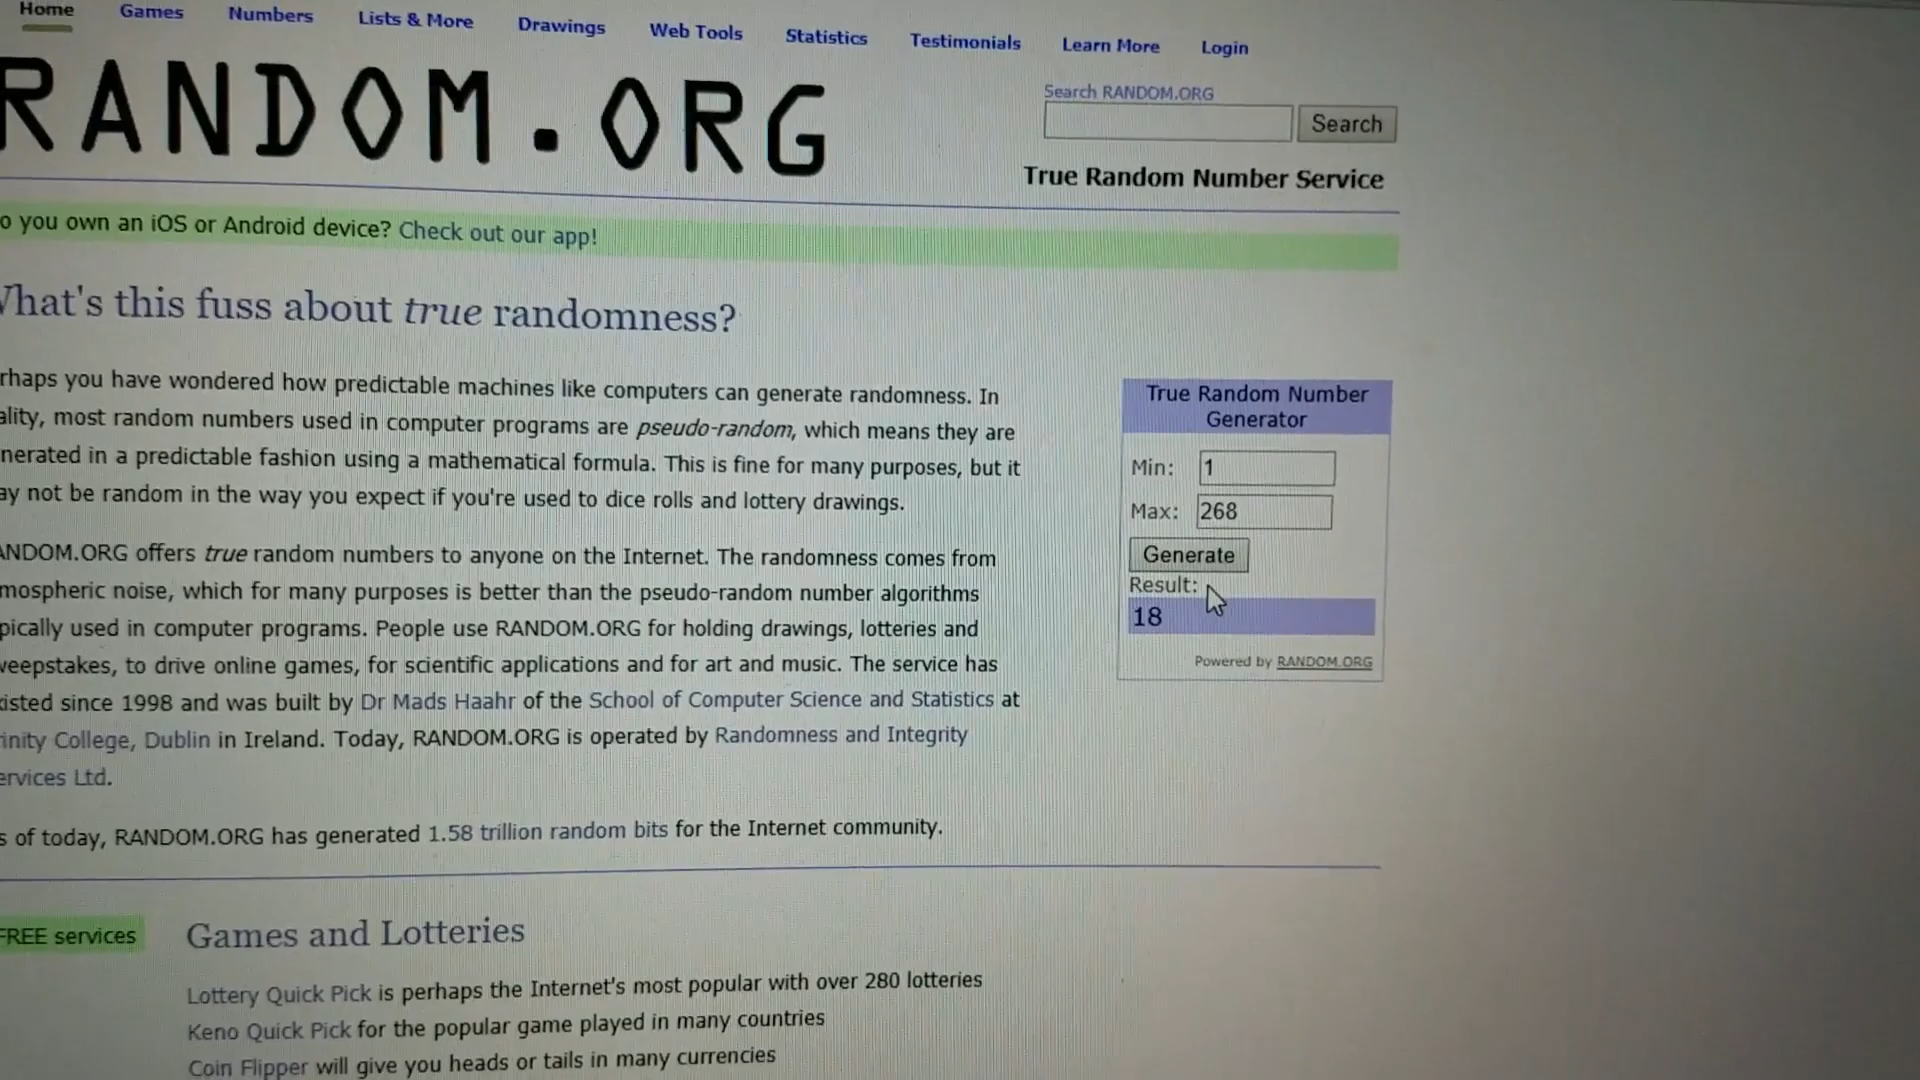 Home Games Numbers Lists & More Drawings Web Tools Statistics Testimonials Learn More Login
RANDOM.ORG
Search RANDOM.ORG
Search
True Random Number Service
o you own an iOS or Android device? Check out our app!
What's this fuss about true randomness?
rhaps you have wondered how predictable machines like computers can generate randomness. In
ality, most random numbers used in computer programs are pseudo-random, which means they are
nerated in a predictable fashion using a mathematical formula. This is fine for many purposes, but it
ay not be random in the way you expect if you're used to dice rolls and lottery drawings.
ANDOM.ORG offers true random numbers to anyone on the Internet. The randomness comes from
mospheric noise, which for many purposes is better than the pseudo-random number algorithms
pically used in computer programs. People use RANDOM.ORG for holding drawings, lotteries and
weepstakes, to drive online games, for scientific applications and for art and music. The service has
xisted since 1998 and was built by Dr Mads Haahr of the School of Computer Science and Statistics at
rinity College, Dublin in Ireland. Today, RANDOM.ORG is operated by Randomness and Integrity
ervices Ltd.
s of today, RANDOM.ORG has generated 1.58 trillion random bits for the Internet community.
True Random Number
Generator
Min: 1
Max: 268
Generate
Result:
18
Powered by RANDOM.ORG
FREE services
Games and Lotteries
Lottery Quick Pick is perhaps the Internet's most popular with over 280 lotteries
Keno Quick Pick for the popular game played in many countries
Coin Flipper will give you heads or tails in many currencies